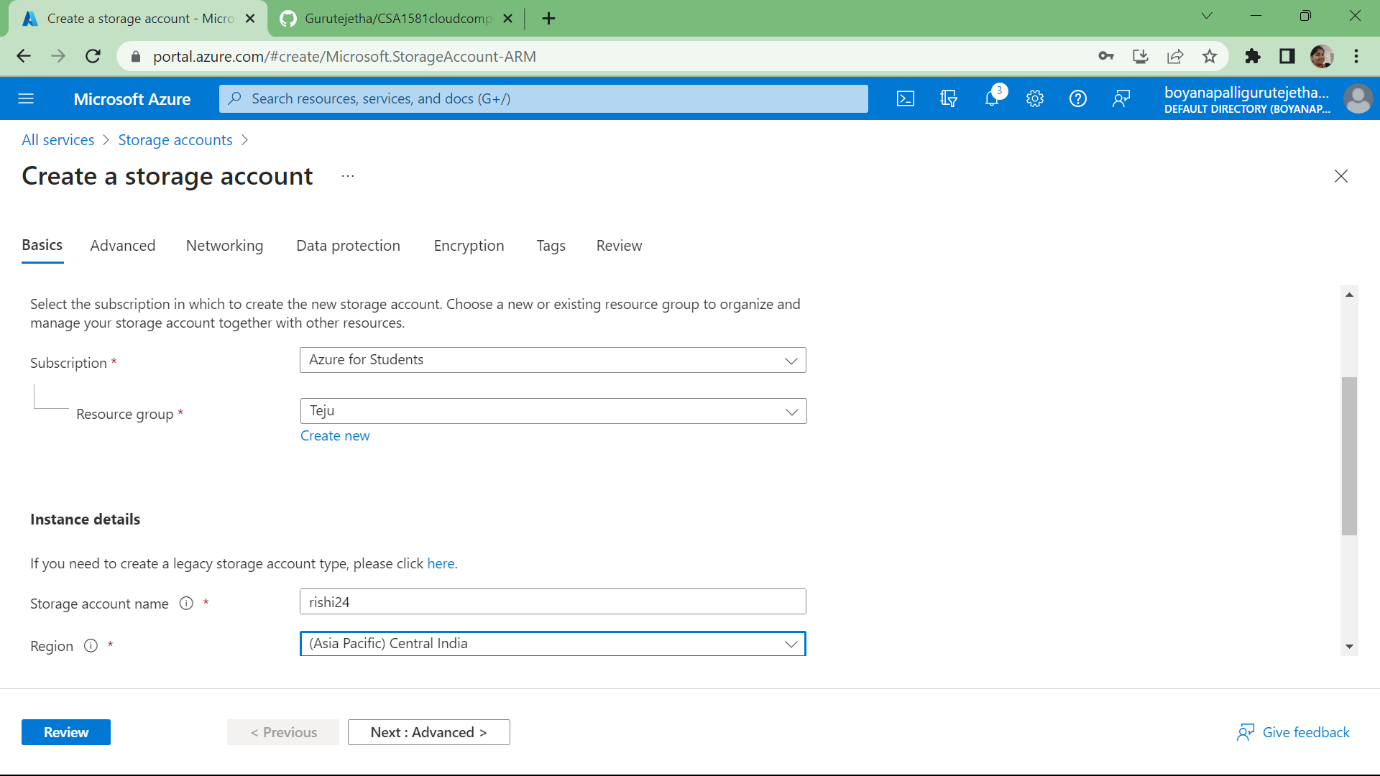 Create a storage account - Micro
Gurutejetha/CSA1581cloudcomp
portal.azure.com/#create/Microsoft.StorageAccount-ARM
Microsoft Azure
Search resources, services, and docs (G+/)
3
boyanapalligurutejetha...
DEFAULT DIRECTORY (BOYANAP...
All services > Storage accounts >
Create a storage account ...
Basics Advanced Networking Data protection Encryption Tags Review
Select the subscription in which to create the new storage account. Choose a new or existing resource group to organize and
manage your storage account together with other resources.
Subscription *
Azure for Students
Resource group *
Teju
Create new
Instance details
If you need to create a legacy storage account type, please click here.
Storage account name *
rishi24
Region *
(Asia Pacific) Central India
Review
< Previous
Next : Advanced >
Give feedback